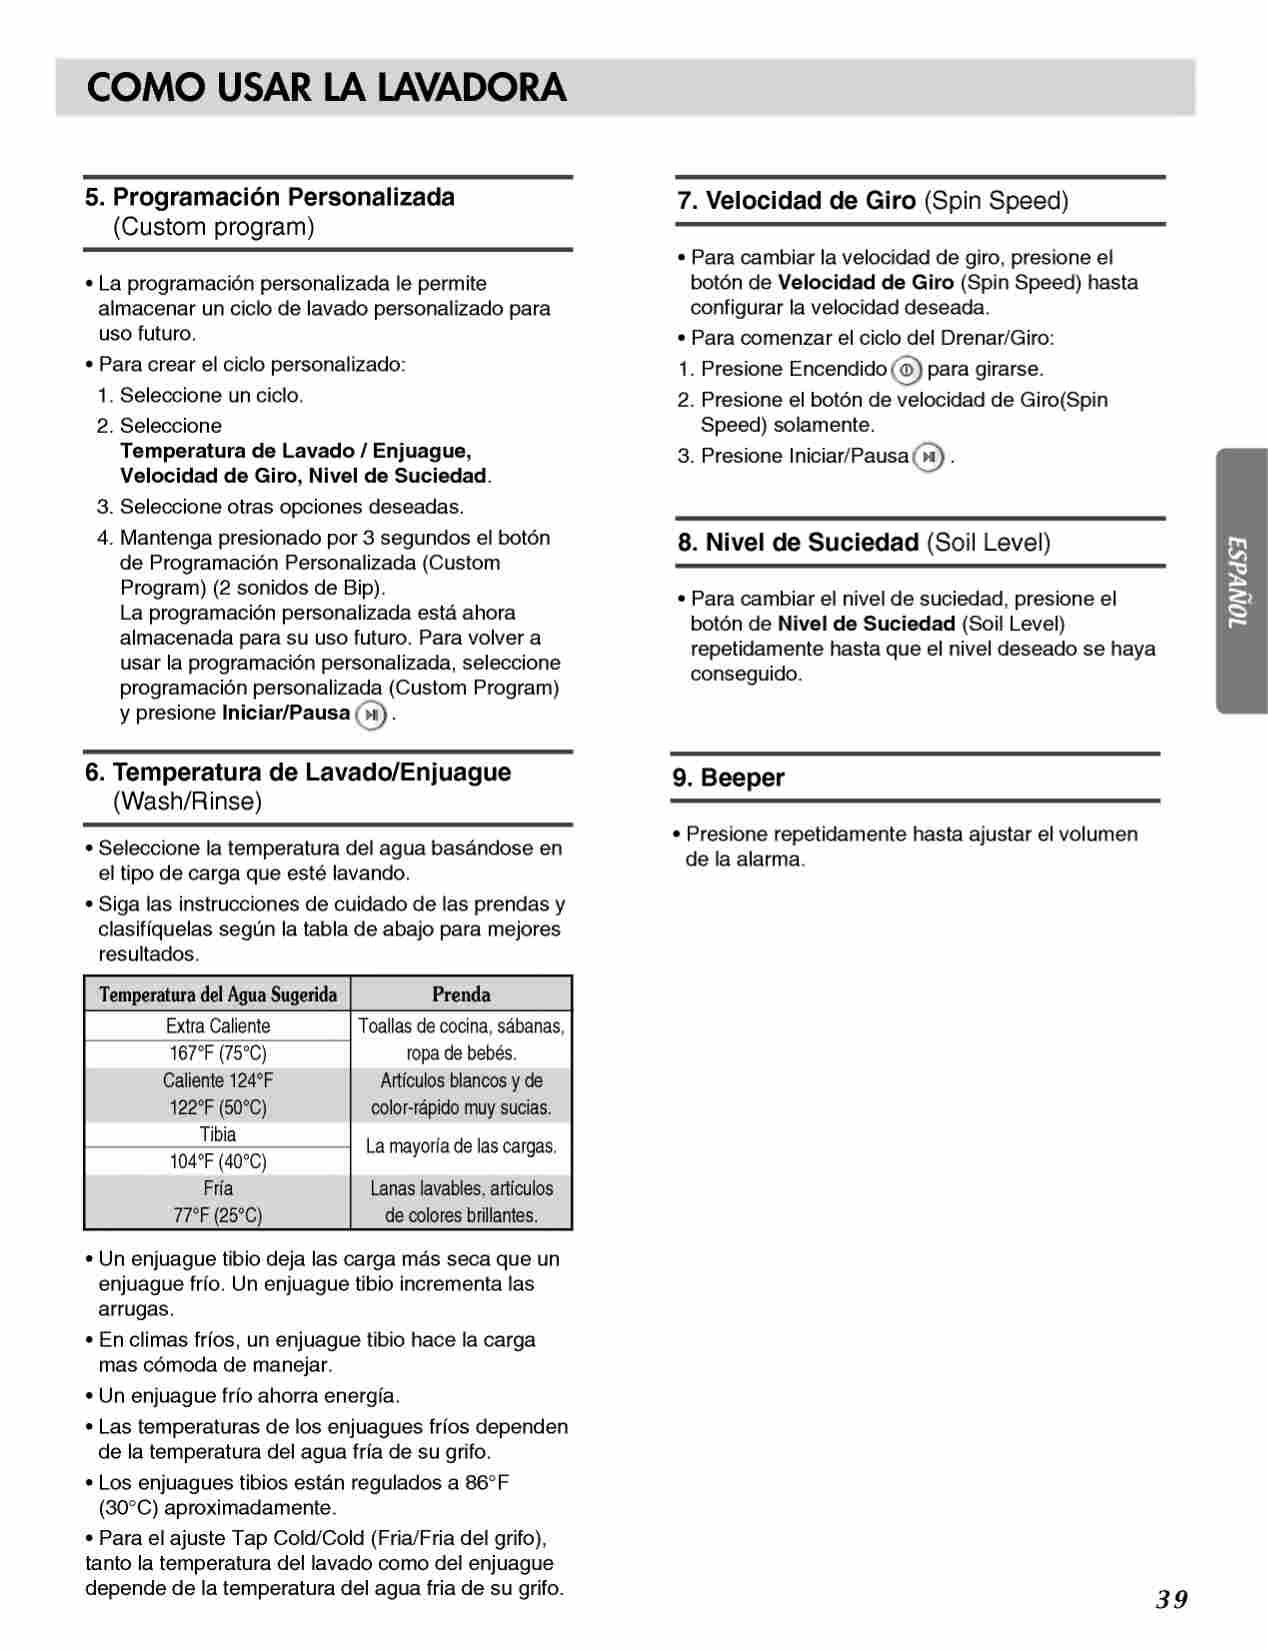 COMO USAR LA LAVADORA
5. Programación Personalizada
(Custom program)
• La programación personalizada le permite
almacenar un ciclo de lavado personalizado para
uso futuro.
• Para crear el ciclo personalizado:
1. Seleccione un ciclo.
2. Seleccione
Temperatura de Lavado / Enjuague,
Velocidad de Giro, Nivel de Suciedad.
3. Seleccione otras opciones deseadas.
4. Mantenga presionado por 3 segundos el botón
de Programación Personalizada (Custom
Program) (2 sonidos de Bip).
La programación personalizada está ahora
almacenada para su uso futuro. Para volver a
usar la programación personalizada, seleccione
programación personalizada (Custom Program)
y presione Iniciar/Pausa .
6. Temperatura de Lavado/Enjuague
(Wash/Rinse)
• Seleccione la temperatura del agua basándose en
el tipo de carga que esté lavando.
• Siga las instrucciones de cuidado de las prendas y
clasifíquelas según la tabla de abajo para mejores
resultados.
Temperatura del Agua Sugerida Prenda
Extra Caliente Toallas de cocina, sábanas,
167°F (75°C) ropa de bebés.
Caliente 124°F Artículos blancos y de
122°F (50°C) color-rápido muy sucias.
Tibia
La mayoría de las cargas.
104°F (40°C)
Fría Lanas lavables, artículos
77°F (25°C) de colores brillantes.
• Un enjuague tibio deja las carga más seca que un
enjuague frío. Un enjuague tibio incrementa las
arrugas.
• En climas fríos, un enjuague tibio hace la carga
mas cómoda de manejar.
• Un enjuague frío ahorra energía.
• Las temperaturas de los enjuagues fríos dependen
de la temperatura del agua fría de su grifo.
• Los enjuagues tibios están regulados a 86°F
(30°C) aproximadamente.
• Para el ajuste Tap Cold/Cold (Fria/Fria del grifo),
tanto la temperatura del lavado como del enjuague
depende de la temperatura del agua fria de su grifo.
7. Velocidad de Giro (Spin Speed)
• Para cambiar la velocidad de giro, presione el
botón de Velocidad de Giro (Spin Speed) hasta
configurar la velocidad deseada.
• Para comenzar el ciclo del Drenar/Giro:
1. Presione Encendido para girarse.
2. Presione el botón de velocidad de Giro(Spin
Speed) solamente.
3. Presione Iniciar/Pausa .
8. Nivel de Suciedad (Soil Level)
• Para cambiar el nivel de suciedad, presione el
botón de Nivel de Suciedad (Soil Level)
repetidamente hasta que el nivel deseado se haya
conseguido.
9. Beeper
• Presione repetidamente hasta ajustar el volumen
de la alarma.
ESPAÑOL
39